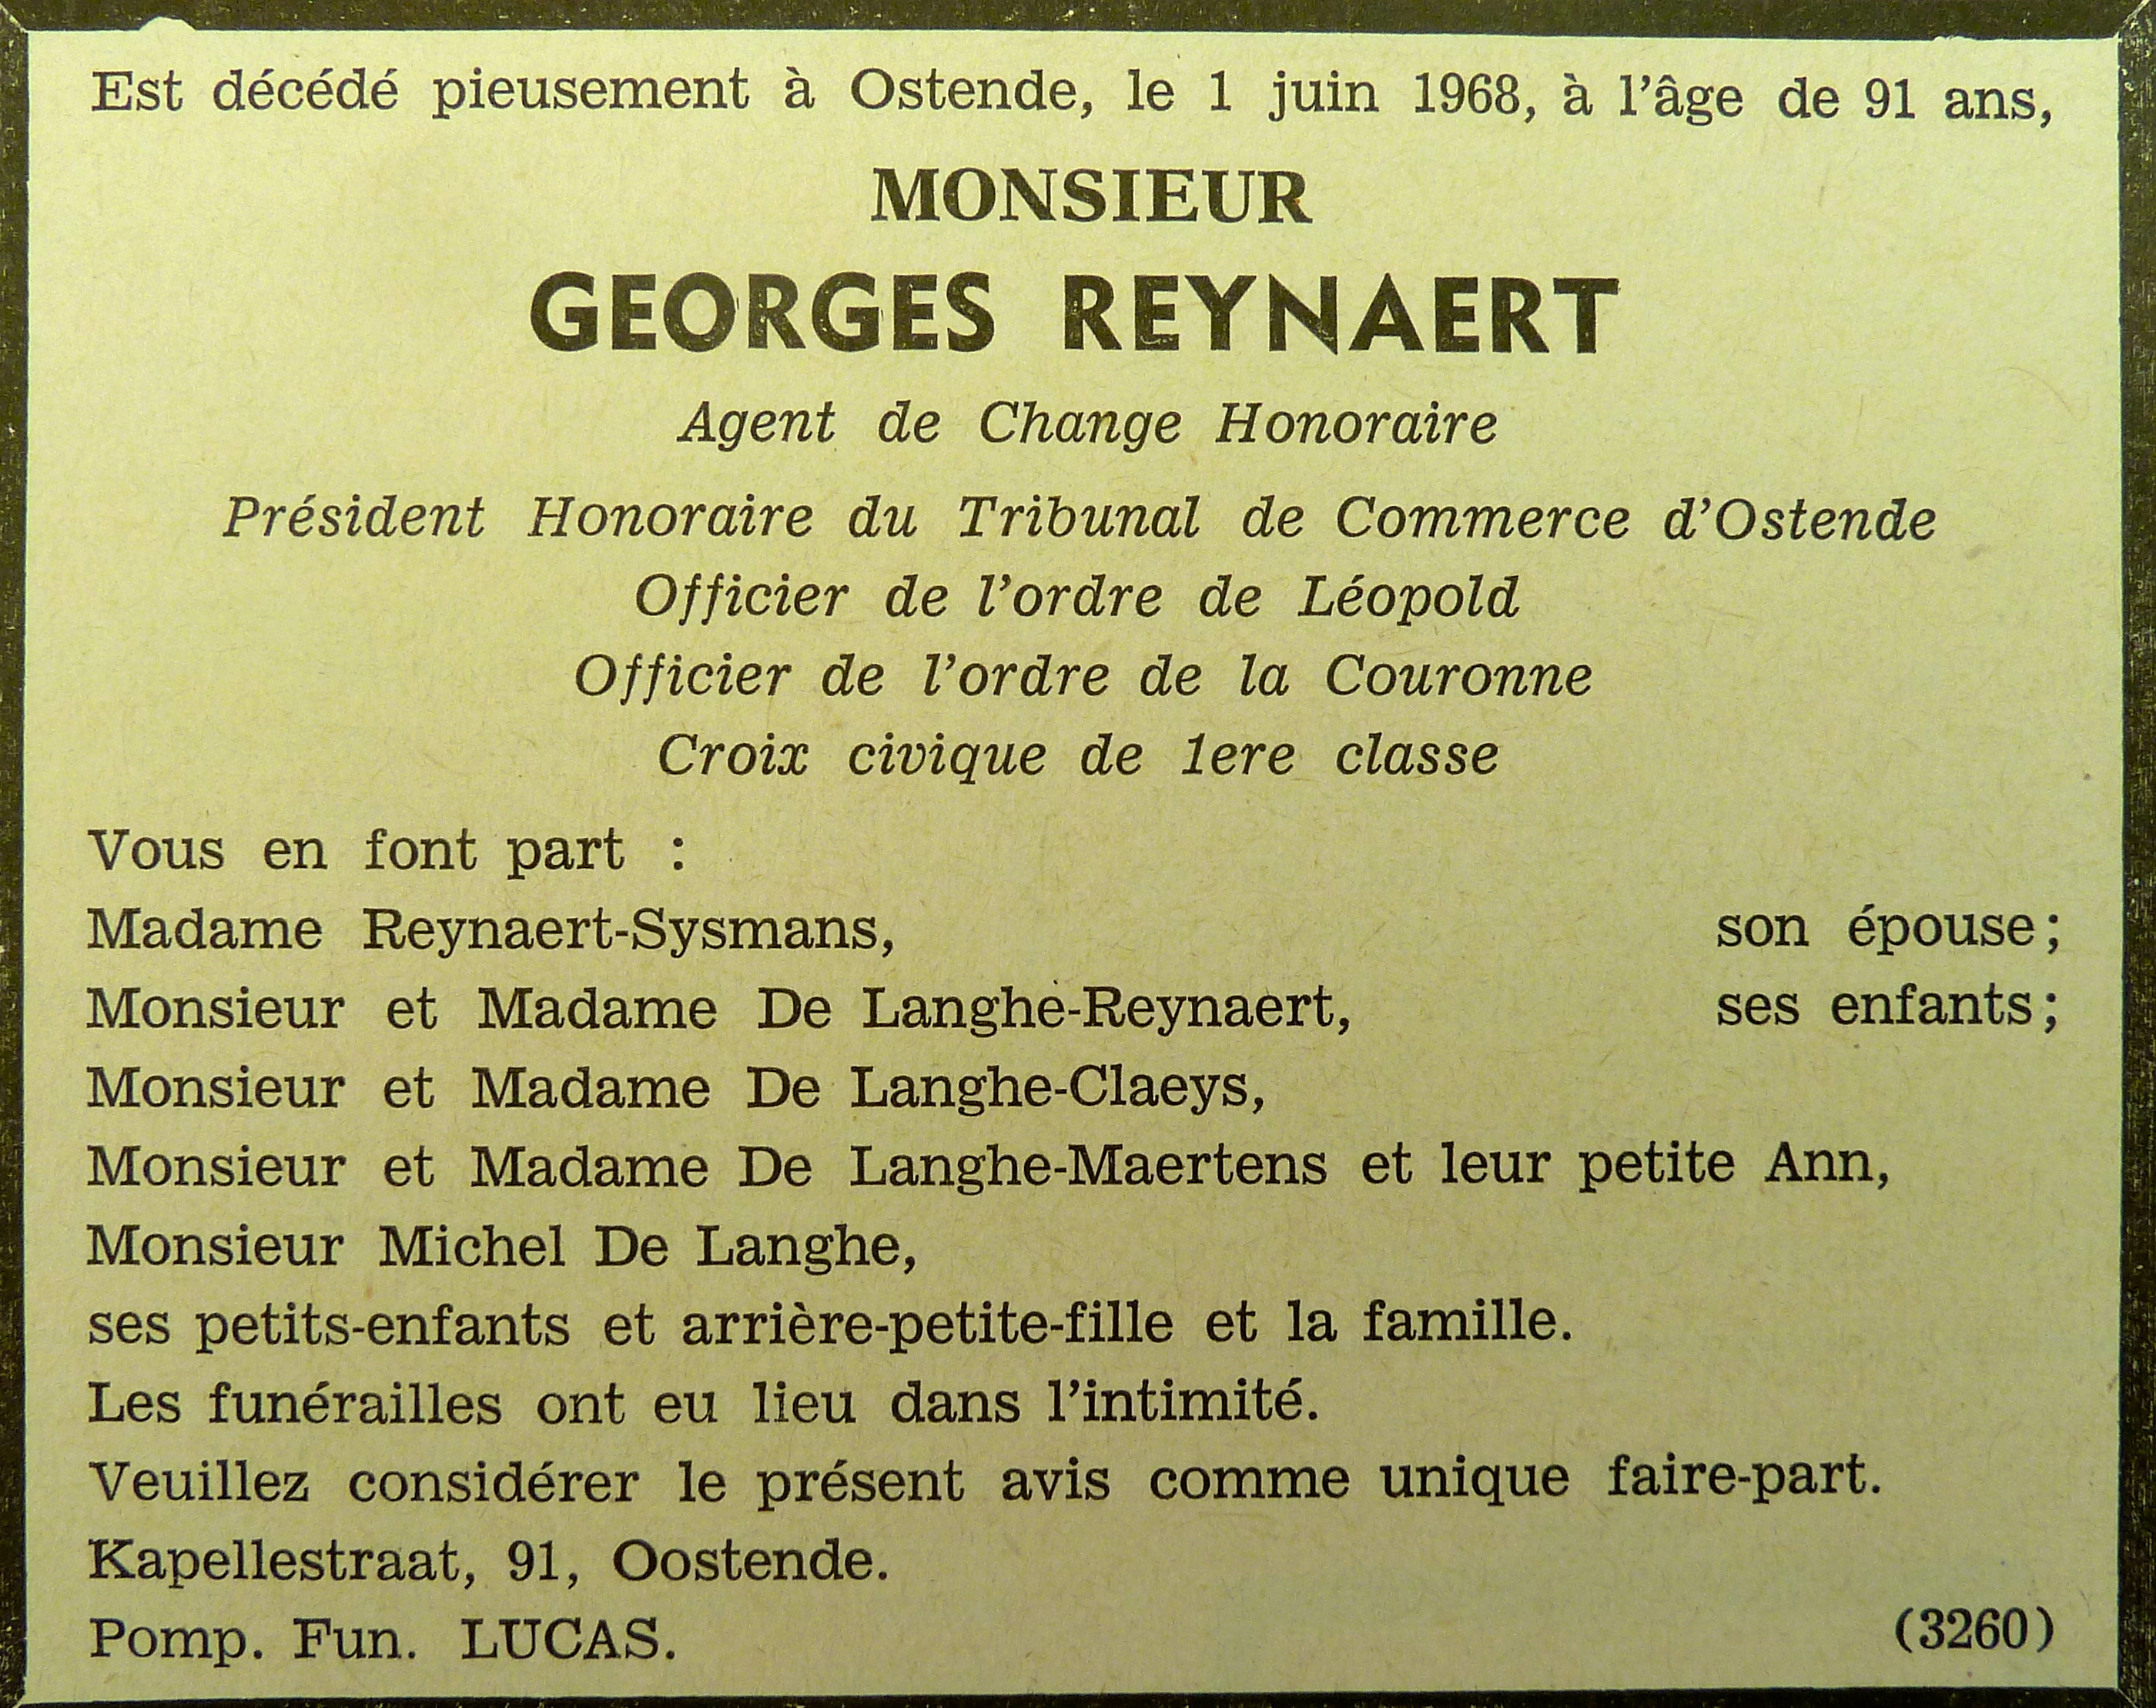 Est décédé pieusement à Ostende, le 1 juin 1968, à l'âge de 91 ans,
MONSIEUR
GEORGES REYNAERT
Agent de Change Honoraire
Président Honoraire du Tribunal de Commerce d'Ostende
Officier de l'ordre de Léopold
Officier de l'ordre de la Couronne
Croix civique de 1ere classe
Vous en font part :
Madame Reynaert-Sysmans, son épouse;
Monsieur et Madame De Langhe-Reynaert, ses enfants;
Monsieur et Madame De Langhe-Claeys,
Monsieur et Madame De Langhe-Maertens et leur petite Ann,
Monsieur Michel De Langhe,
ses petits-enfants et arrière-petite-fille et la famille.
Les funérailles ont eu lieu dans l'intimité.
Veuillez considérer le présent avis comme unique faire-part.
Kapellestraat, 91, Oostende.
Pomp. Fun. LUCAS. (3260)